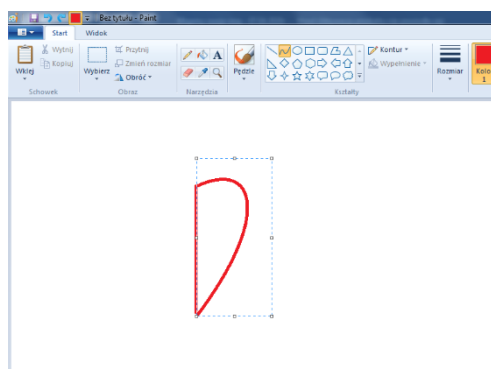 Bez tytułu - Paint
Start Widok
Wklej
Wytnij
Kopiuj
Schowek
Wybierz
Przytnij
Zmień rozmiar
Obróć
Obraz
A
Narzędzia
Pędzle
Kształty
Kontur
Wypełnienie
Rozmiar
Kolo
1